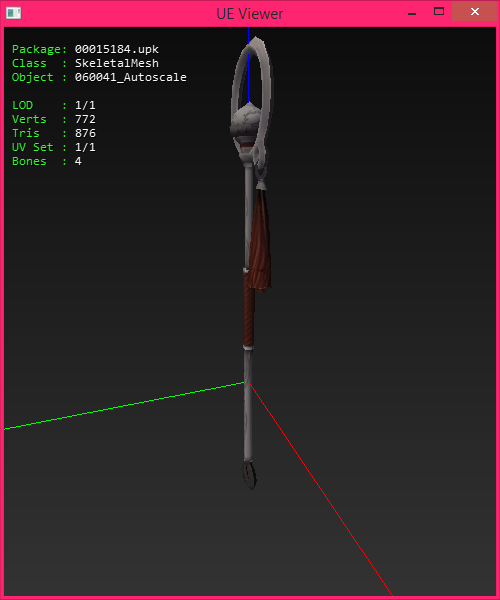 UE Viewer
Package: 00015184.upk
Class : SkeletalMesh
Object : 060041_Autoscale
LOD : 1/1
Verts : 772
Tris : 876
UV Set : 1/1
Bones : 4